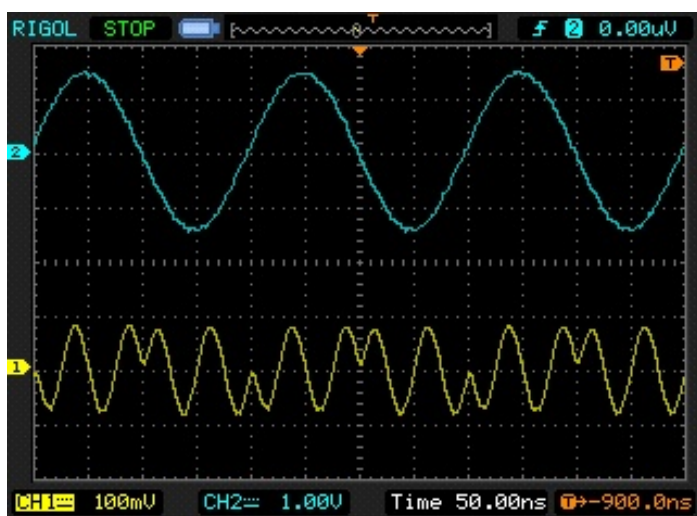 RIGOL STOP T 2 0.00uV
T
2
1
CH1 100mV CH2 1.00V Time 50.00ns T→-900.0ns